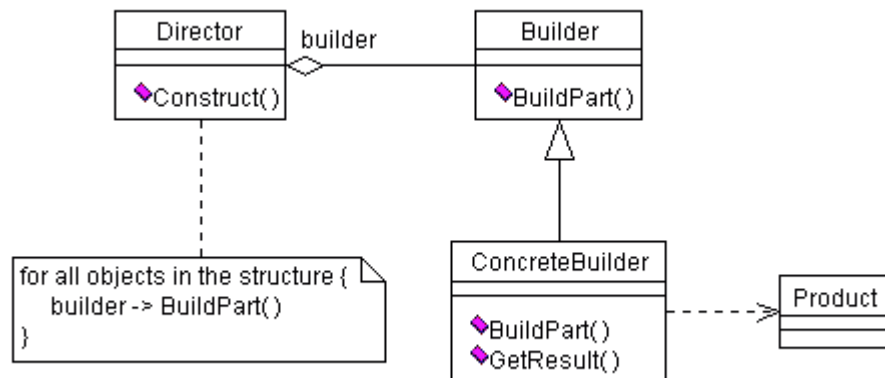 Director
builder
Builder
Construct()
BuildPart()
for all objects in the structure {
builder -> BuildPart()
}
ConcreteBuilder
BuildPart()
GetResult()
Product